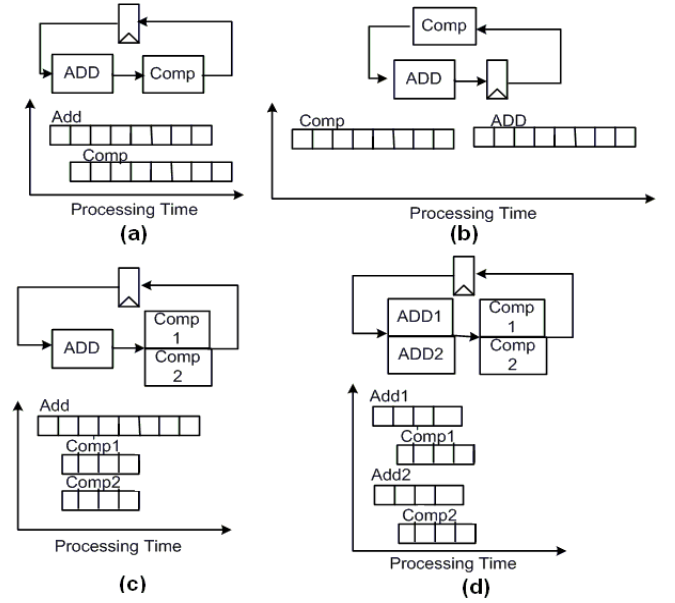 ADD
Comp
Add
Comp
Processing Time
(a)
Comp
ADD
Comp
ADD
Processing Time
(b)
ADD
Comp
1
Comp
2
Add
Comp1
Comp2
Processing Time
(c)
ADD1
ADD2
Comp
1
Comp
2
Add1
Comp1
Add2
Comp2
Processing Time
(d)